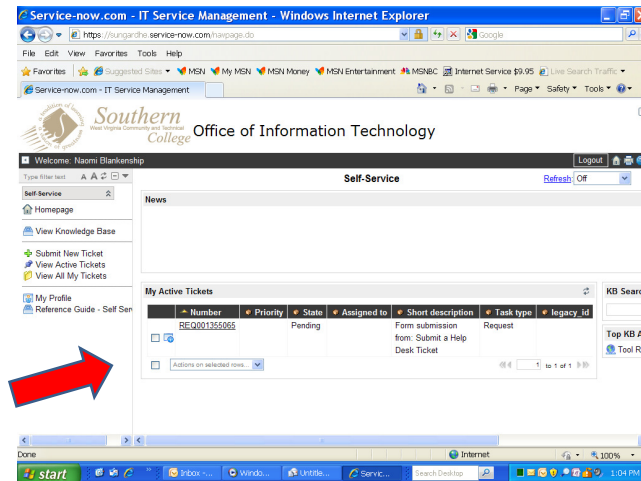 Service-now.com - IT Service Management - Windows Internet Explorer
https://sungardhe.service-now.com/navpage.do
Google
File Edit View Favorites Tools Help
Favorites Suggested Sites MSN My MSN MSN Money MSN Entertainment MSNBC Internet Service $9.95 Live Search Traffic
Service-now.com - IT Service Management
Page Safety Tools
Southern
West Virginia Community and Technical
College
Office of Information Technology
Welcome: Naomi Blankenship
Logout
Type filter text A A
Self-Service
Refresh: Off
Self-Service
News
Homepage
View Knowledge Base
Submit New Ticket
View Active Tickets
View All My Tickets
My Profile
Reference Guide - Self Serv
My Active Tickets
KB Searc
Number Priority State Assigned to Short description Task type legacy_id
REQ001355065 Pending Form submission Request
from: Submit a Help
Desk Ticket
Top KB A
Tool R
Actions on selected rows...
1 to 1 of 1
Done
Internet
100%
start
Inbox -...
Windo...
Untitle...
Servic...
Search Desktop
1:04 PM